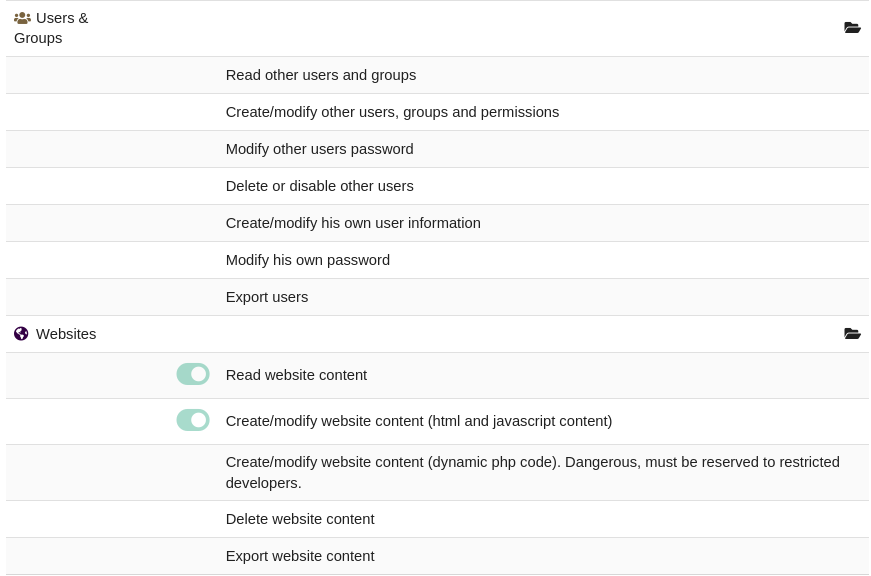 Users &
Groups
Read other users and groups
Create/modify other users, groups and permissions
Modify other users password
Delete or disable other users
Create/modify his own user information
Modify his own password
Export users
Websites
Read website content
Create/modify website content (html and javascript content)
Create/modify website content (dynamic php code). Dangerous, must be reserved to restricted
developers.
Delete website content
Export website content